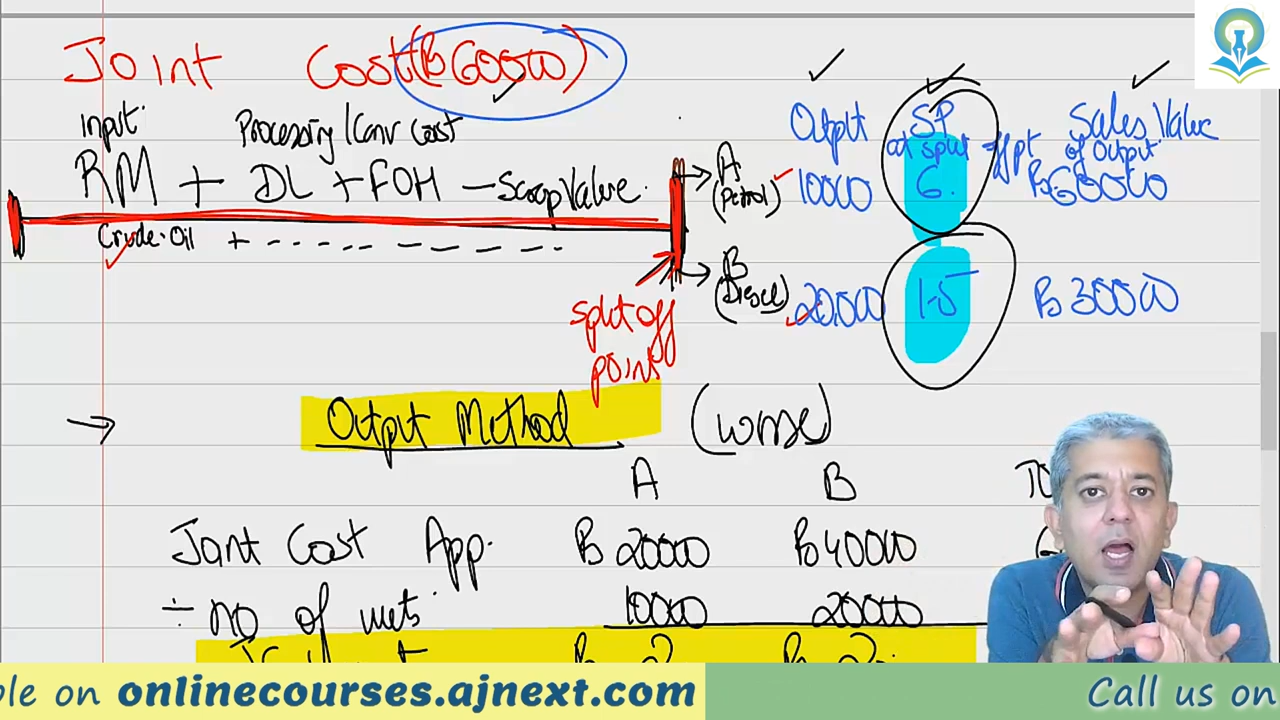 Joint Cost (Rs 60000)
Input Processing/Conv Cost
RM + DL + FOH - Scrap Value.
Crude Oil + - - - - - - - - -
split off
point
Output SP Sales Value
at split off pt of Output
A 10000 6. Rs 60000
(Petrol)
B
(Diesel) 20,000 1.5 Rs 30000
→ Output Method (worse)
A B
Joint Cost App. Rs 20000 Rs 40000
÷ no of units 10000 20000
onlinecourses.ajnext.com
Call us on